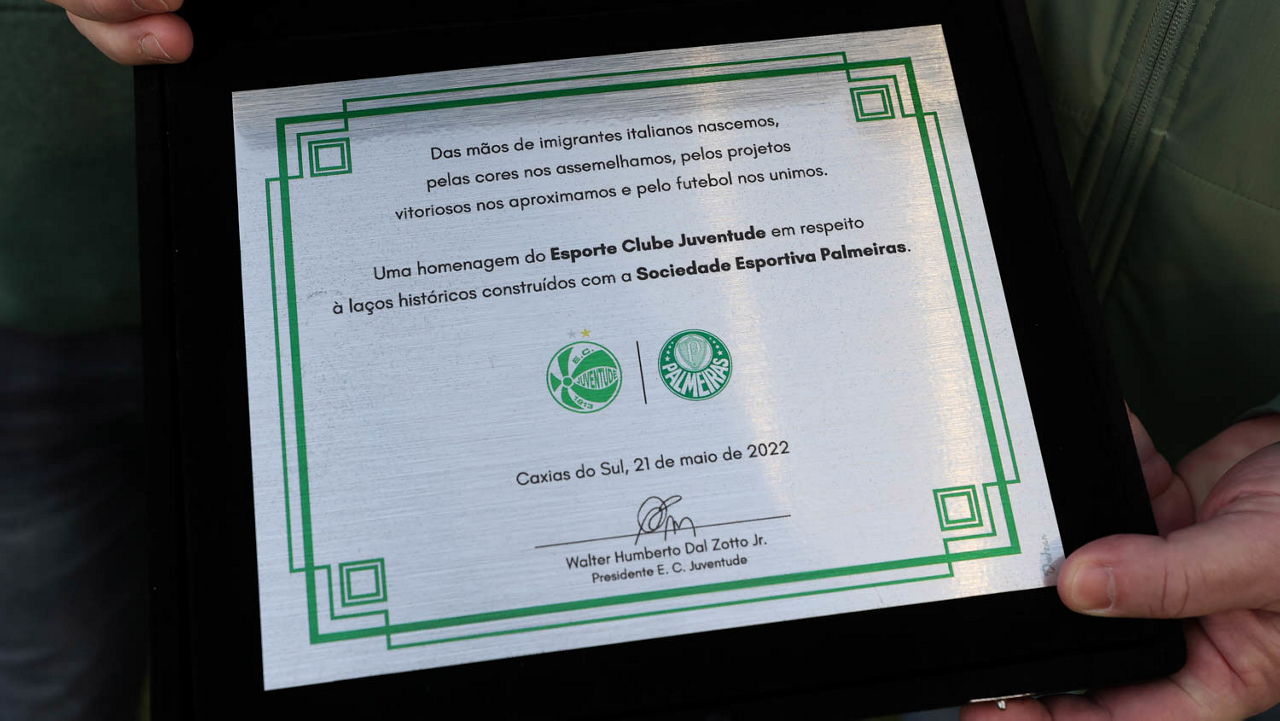 Das mãos de imigrantes italianos nascemos,
pelas cores nos assemelhamos, pelos projetos
vitoriosos nos aproximamos e pelo futebol nos unimos.
Uma homenagem do Esporte Clube Juventude em respeito
à laços históricos construídos com a Sociedade Esportiva Palmeiras.
E.C.
JUVENTUDE
1913
P
PALMEIRAS
Caxias do Sul, 21 de maio de 2022
Walter Humberto Dal Zotto Jr.
Presidente E. C. Juventude